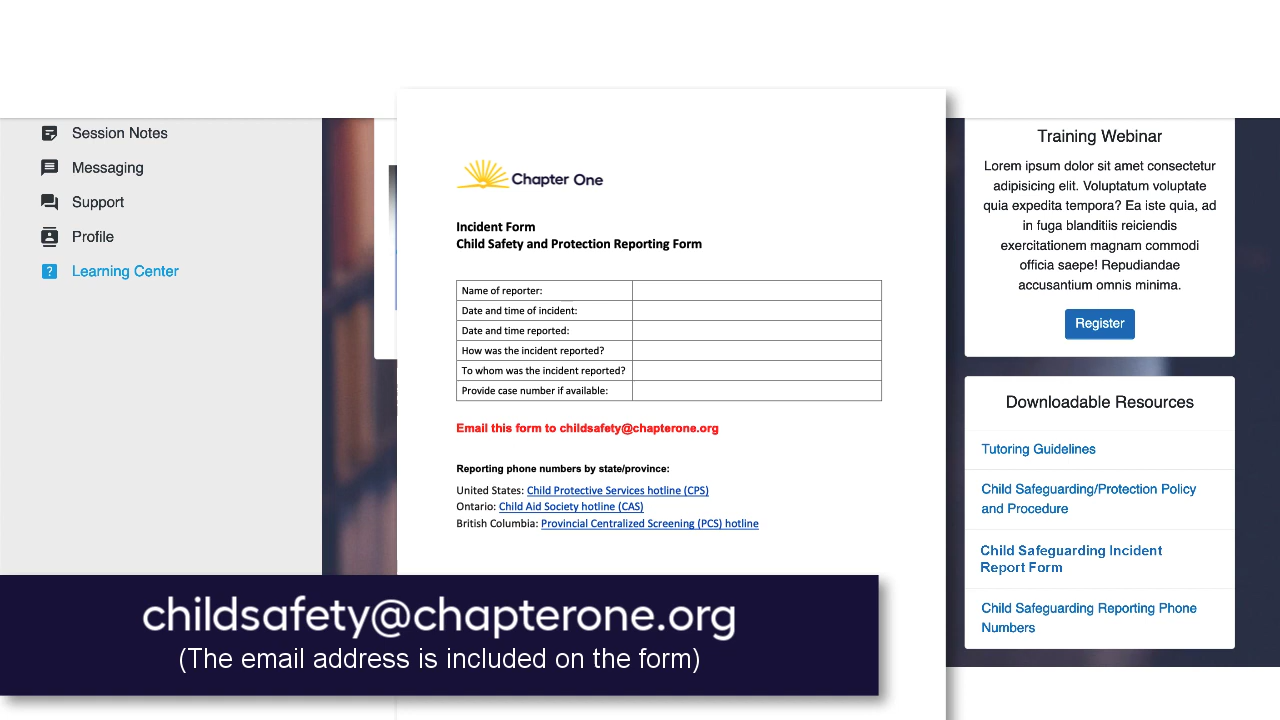 Session Notes
Messaging
Support
Profile
Learning Center
Chapter One
Incident Form
Child Safety and Protection Reporting Form
Name of reporter:
Date and time of incident:
Date and time reported:
How was the incident reported?
To whom was the incident reported?
Provide case number if available:
Email this form to childsafety@chapterone.org
Reporting phone numbers by state/province:
United States: Child Protective Services hotline (CPS)
Ontario: Child Aid Society hotline (CAS)
British Columbia: Provincial Centralized Screening (PCS) hotline
Training Webinar
Lorem ipsum dolor sit amet consectetur
adipisicing elit. Voluptatum voluptate
quia expedita tempora? Ea iste quia, ad
in fuga blanditiis reiciendis
exercitationem magnam commodi
officia saepe! Repudiandae
accusantium omnis minima.
Register
Downloadable Resources
Tutoring Guidelines
Child Safeguarding/Protection Policy
and Procedure
Child Safeguarding Incident
Report Form
Child Safeguarding Reporting Phone
Numbers
childsafety@chapterone.org
(The email address is included on the form)